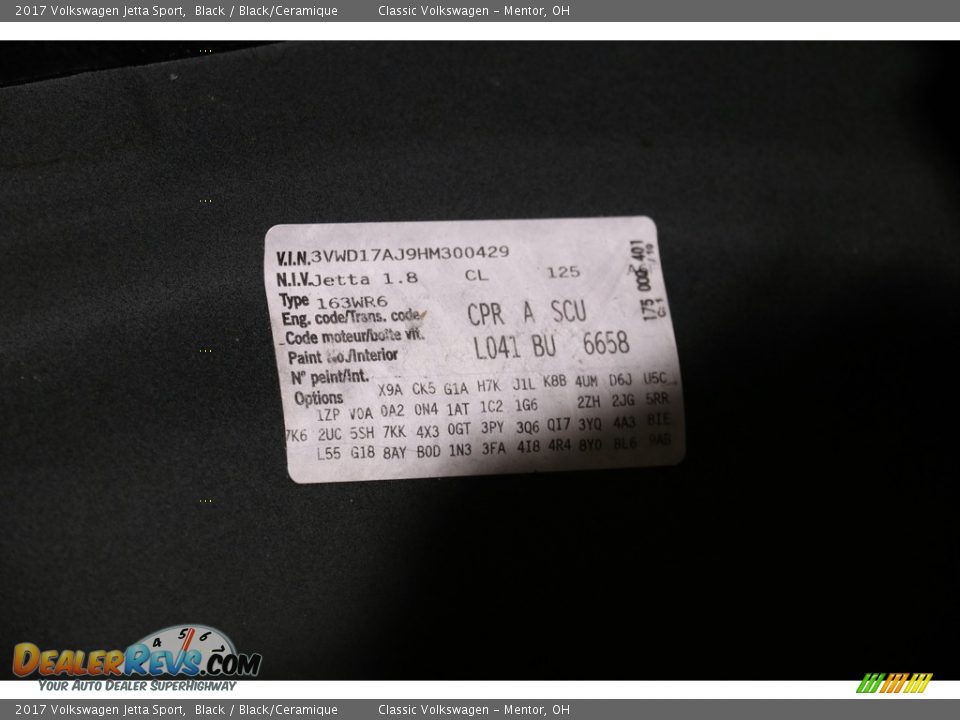 2017 Volkswagen Jetta Sport, Black / Black/Ceramique Classic Volkswagen - Mentor, OH
V.I.N. 3VWD17AJ9HM300429
N.I.V. Jetta 1.8 CL 125
Type 163WR6
Eng. code/Trans. code CPR A SCU
Code moteur/boîte vit.
Paint No./Interior L041 BU 6658
N° peint/Int.
Options X9A CK5 G1A H7K J1L K8B 4UM D6J U5C
1ZP V0A 0A2 0N4 1AT 1C2 1G6 2ZH 2JG 5RR
7K6 2UC 5SH 7KK 4X3 0GT 3PY 3Q6 QI7 3YQ 4A3 8IE
L55 G18 8AY B0D 1N3 3FA 4I8 4R4 8Y0 8L6 9AB
DealerRevs.com
Your Auto Dealer SuperHighway
2017 Volkswagen Jetta Sport, Black / Black/Ceramique Classic Volkswagen - Mentor, OH